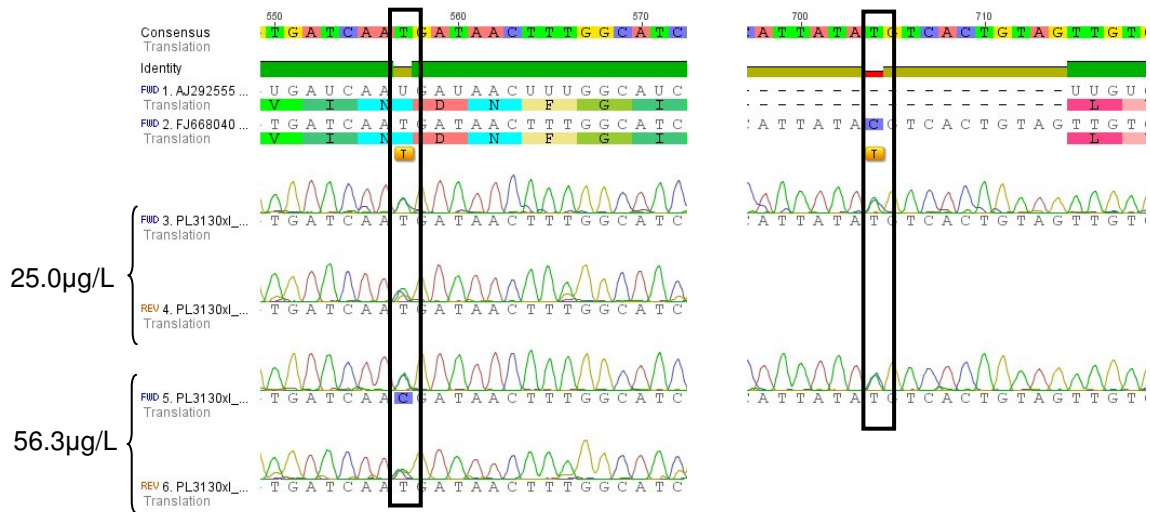 550 560 570 700 710
Consensus - T G A T C A A T G A T A A C T T T G G C A T C C A T T A T A T G T C A C T G T A G T T G T
Translation
Identity
FWD 1. AJ292555 ... - U G A U C A A U G A U A A C U U U G G C A U C - - - - - - - - - - - - - - - - - U U G U
Translation V I N D N F G I L
FWD 2. FJ668040 ... - T G A T C A A T G A T A A C T T T G G C A T C C A T T A T A C G T C A C T G T A G T T G T
Translation V I N D N F G I L
T T
FWD 3. PL3130xl_... - T G A T C A A T G A T A A C T T T G G C A T C C A T T A T A T G T C A C T G T A G T T G T
Translation
25.0µg/L
REV 4. PL3130xl_... - T G A T C A A T G A T A A C T T T G G C A T C
Translation
FWD 5. PL3130xl_... - T G A T C A A C G A T A A C T T T G G C A T C C A T T A T A T G T C A C T G T A G T T G T
Translation
56.3µg/L
REV 6. PL3130xl_... - T G A T C A A T G A T A A C T T T G G C A T C
Translation